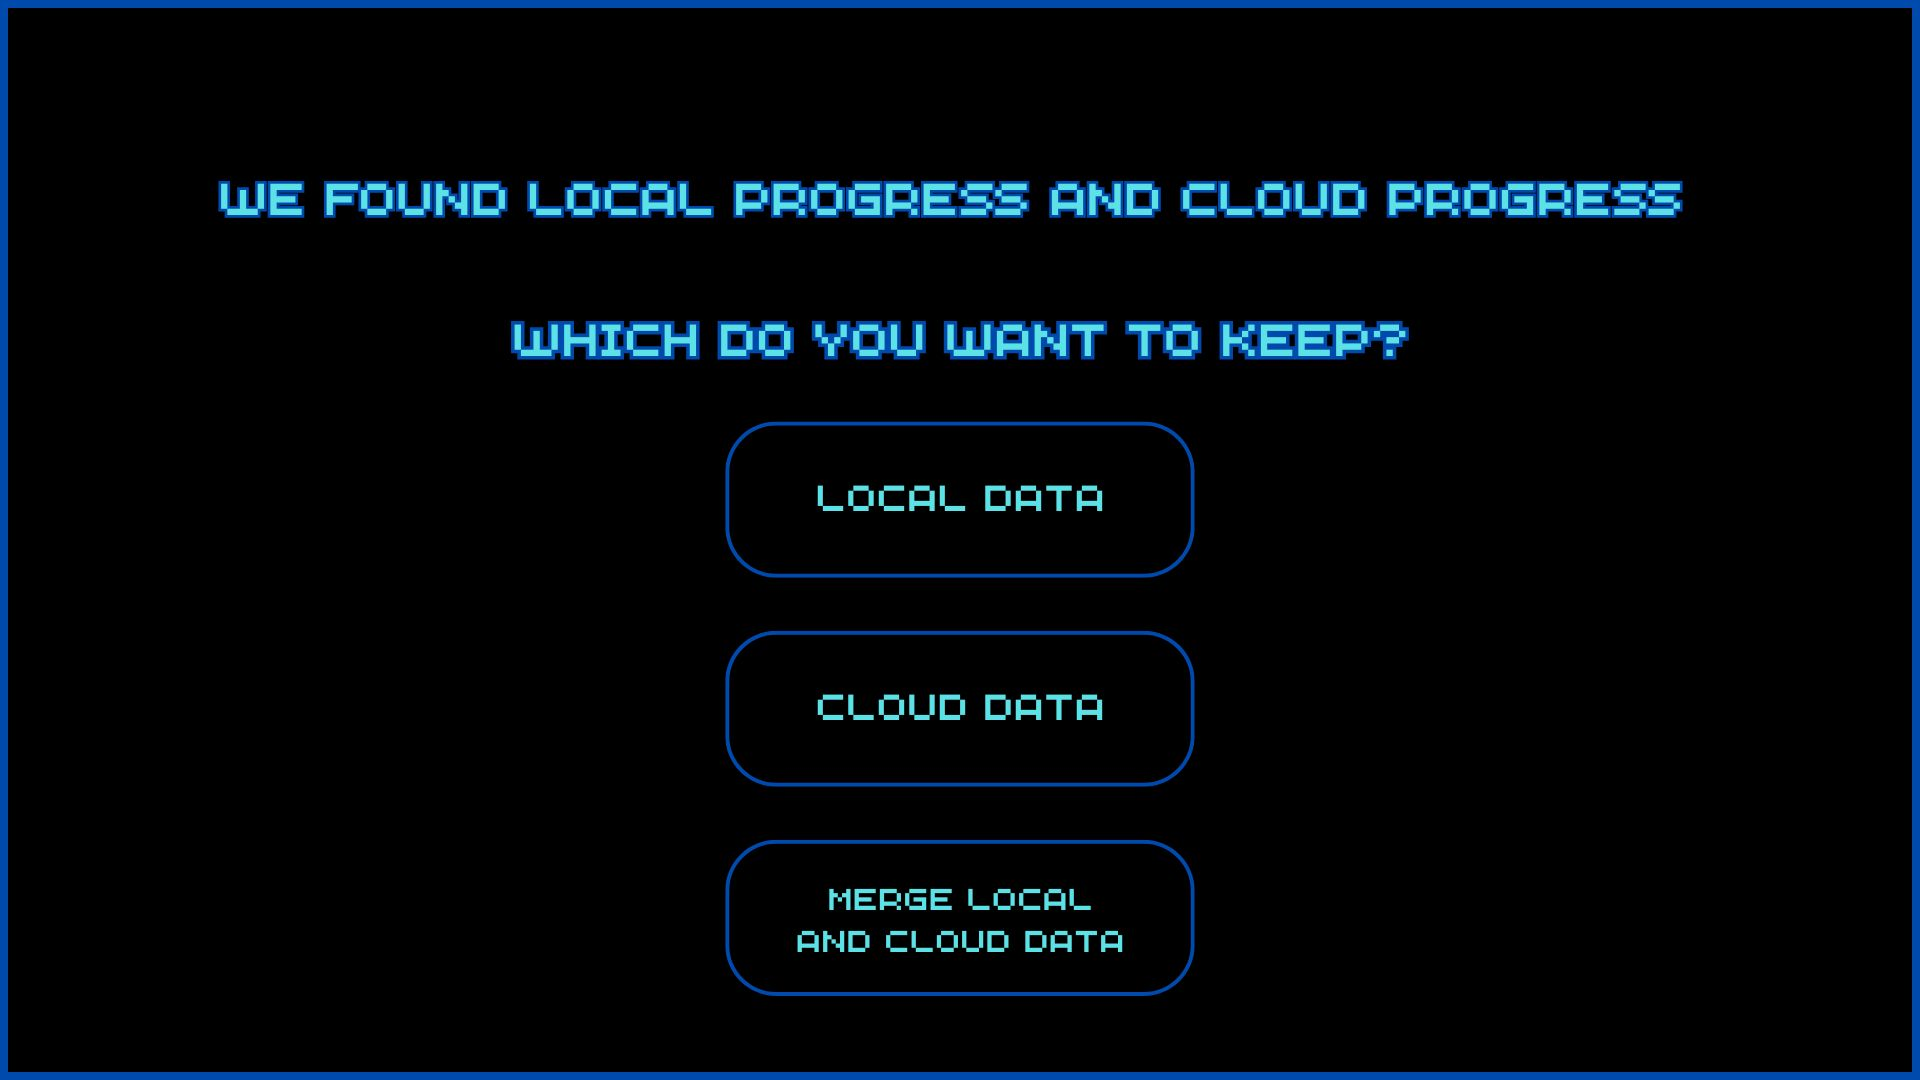 WE FOUND LOCAL PROGRESS AND CLOUD PROGRESS
WHICH DO YOU WANT TO KEEP?
LOCAL DATA
CLOUD DATA
MERGE LOCAL
AND CLOUD DATA